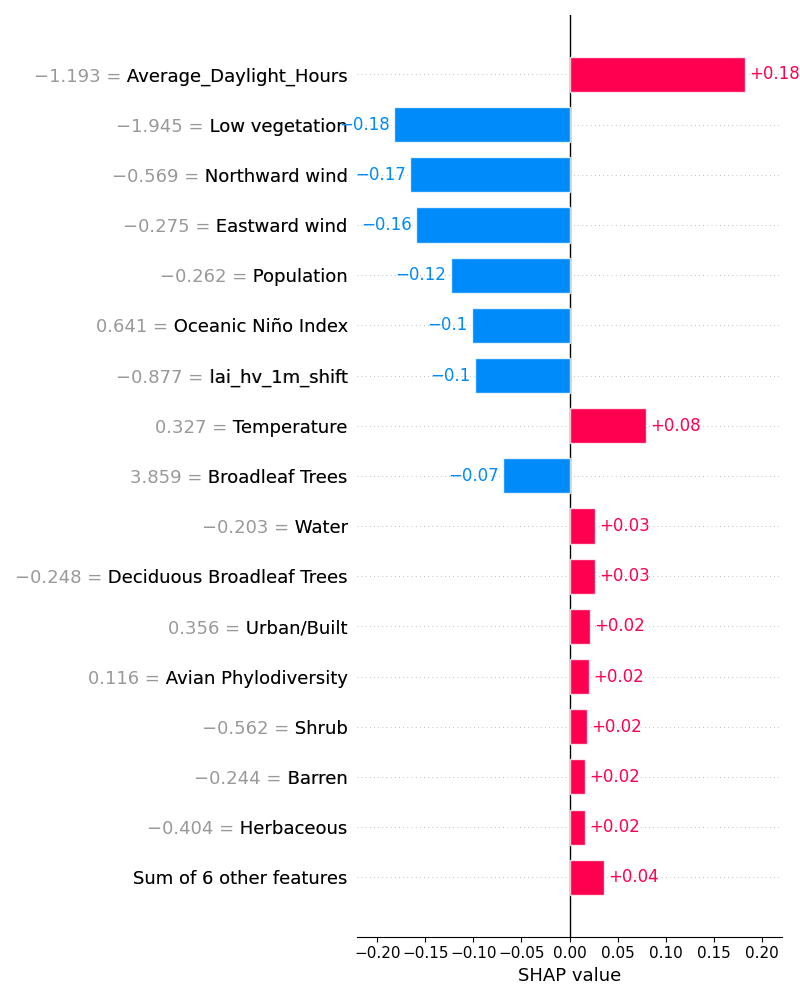 −1.193 = Average_Daylight_Hours +0.18
−1.945 = Low vegetation −0.18
−0.569 = Northward wind −0.17
−0.275 = Eastward wind −0.16
−0.262 = Population −0.12
0.641 = Oceanic Niño Index −0.1
−0.877 = lai_hv_1m_shift −0.1
0.327 = Temperature +0.08
3.859 = Broadleaf Trees −0.07
−0.203 = Water +0.03
−0.248 = Deciduous Broadleaf Trees +0.03
0.356 = Urban/Built +0.02
0.116 = Avian Phylodiversity +0.02
−0.562 = Shrub +0.02
−0.244 = Barren +0.02
−0.404 = Herbaceous +0.02
Sum of 6 other features +0.04
−0.20 −0.15 −0.10 −0.05 0.00 0.05 0.10 0.15 0.20
SHAP value